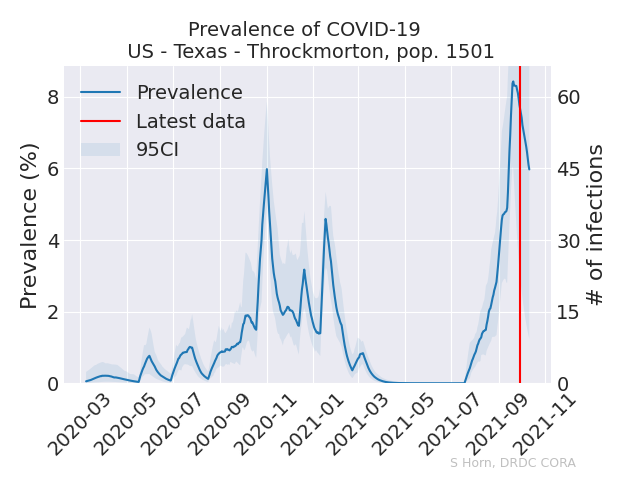 Prevalence of COVID-19
US - Texas - Throckmorton, pop. 1501
Prevalence
Latest data
95CI
Prevalence (%)
8
6
4
2
0
# of infections
60
45
30
15
0
2020-03
2020-05
2020-07
2020-09
2020-11
2021-01
2021-03
2021-05
2021-07
2021-09
2021-11
S Horn, DRDC CORA